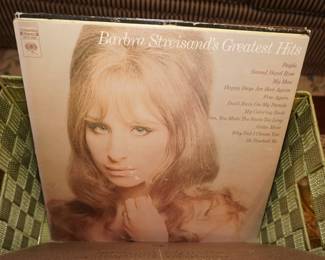 Barbra Streisand's Greatest Hits
People
Second Hand Rose
My Man
Happy Days Are Here Again
Free Again
Don't Rain On My Parade
My Coloring Book
Sam, You Made The Pants Too Long
Gotta Move
Why Did I Choose You
He Touched Me